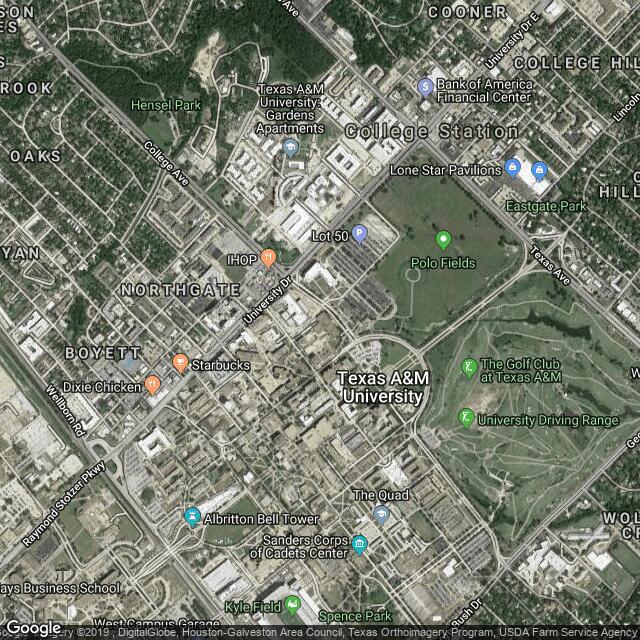 COONER
University Dr E
COLLEGE HI
Bank of America
Financial Center
Texas A&M
University:
Gardens
Apartments
Hensel Park
College Station
Lincoln
ROOK
OAKS
College Ave
Lone Star Pavilions
Eastgate Park
HILL
Lot 50
Polo Fields
Texas Ave
YAN
IHOP
NORTHGATE
University Dr
BOYETT
Starbucks
Dixie Chicken
Wellborn Rd
Texas A&M
University
The Golf Club
at Texas A&M
University Driving Range
Raymond Stotzer Pkwy
The Quad
Albritton Bell Tower
Sanders Corps
of Cadets Center
WOL
ays Business School
Kyle Field
Spence Park
West Campus Garage
Bush Dr
Google
©2019, DigitalGlobe, Houston-Galveston Area Council, Texas Orthoimagery Program, USDA Farm Service Agency